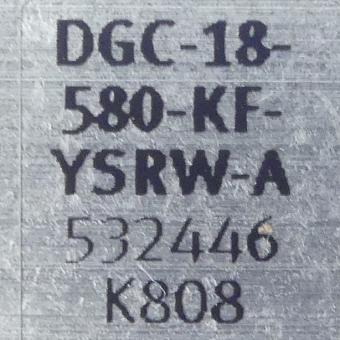 DGC-18-
580-KF-
YSRW-A
532446
K808